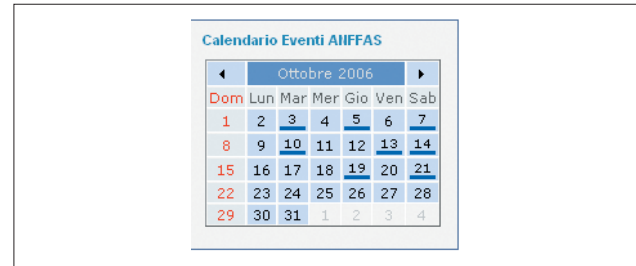 Calendario Eventi ANFFAS
◄ Ottobre 2006 ►
Dom Lun Mar Mer Gio Ven Sab
1 2 3 4 5 6 7
8 9 10 11 12 13 14
15 16 17 18 19 20 21
22 23 24 25 26 27 28
29 30 31 1 2 3 4